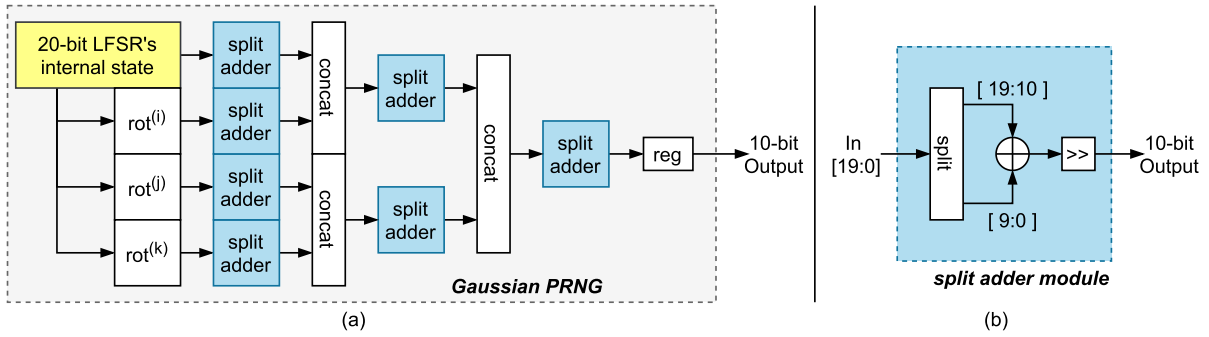 20-bit LFSR's
internal state
rot(i)
rot(j)
rot(k)
split
adder
split
adder
split
adder
split
adder
concat
concat
split
adder
split
adder
concat
split
adder
reg
10-bit
Output
Gaussian PRNG
(a)
In
[19:0]
split
[ 19:10 ]
[ 9:0 ]
>>
10-bit
Output
split adder module
(b)